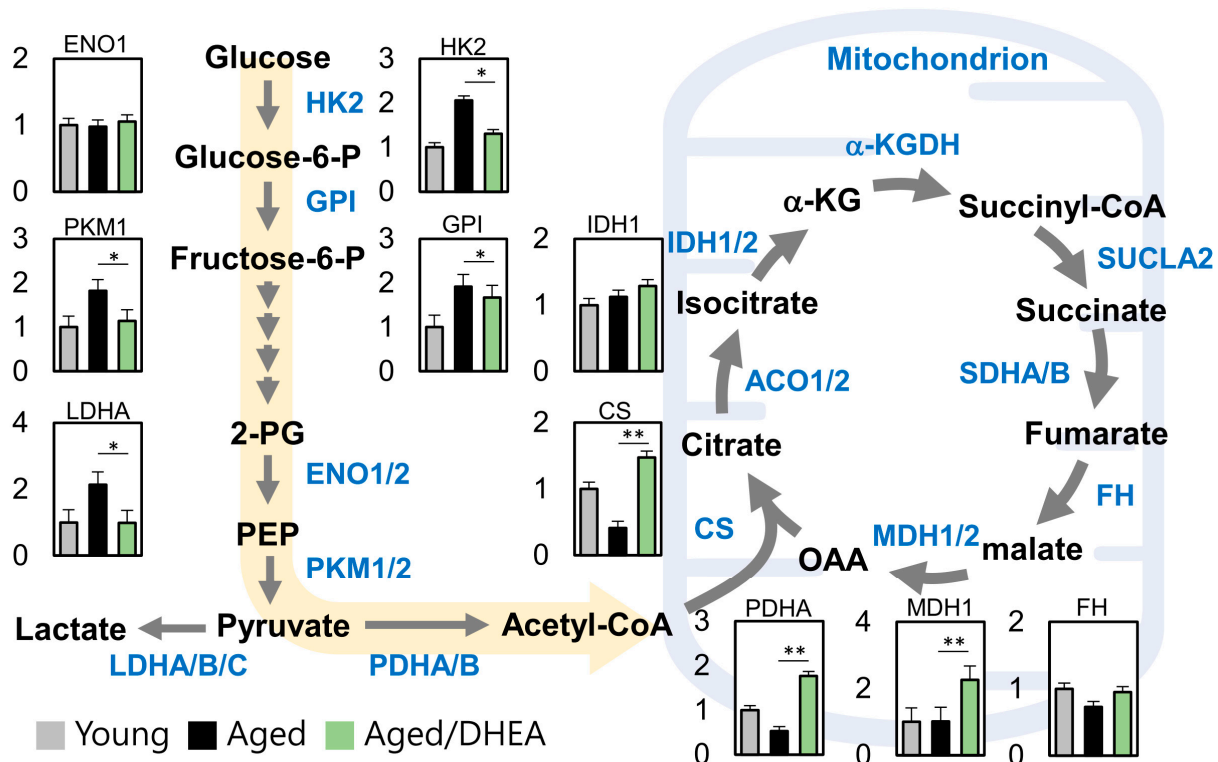 ENO1
2
1
0
Glucose
HK2
Glucose-6-P
GPI
Fructose-6-P
2-PG
ENO1/2
PEP
PKM1/2
Pyruvate
Lactate
LDHA/B/C
PDHA/B
Acetyl-CoA
HK2
3
2
1
0
*
PKM1
3
2
1
0
*
GPI
3
2
1
0
*
LDHA
4
2
0
*
IDH1
2
1
0
CS
2
1
0
**
Mitochondrion
α-KGDH
α-KG
Succinyl-CoA
IDH1/2
SUCLA2
Isocitrate
Succinate
ACO1/2
SDHA/B
Citrate
Fumarate
CS
FH
MDH1/2
malate
OAA
PDHA
3
2
1
0
**
MDH1
4
2
0
**
FH
2
1
0
Young Aged Aged/DHEA